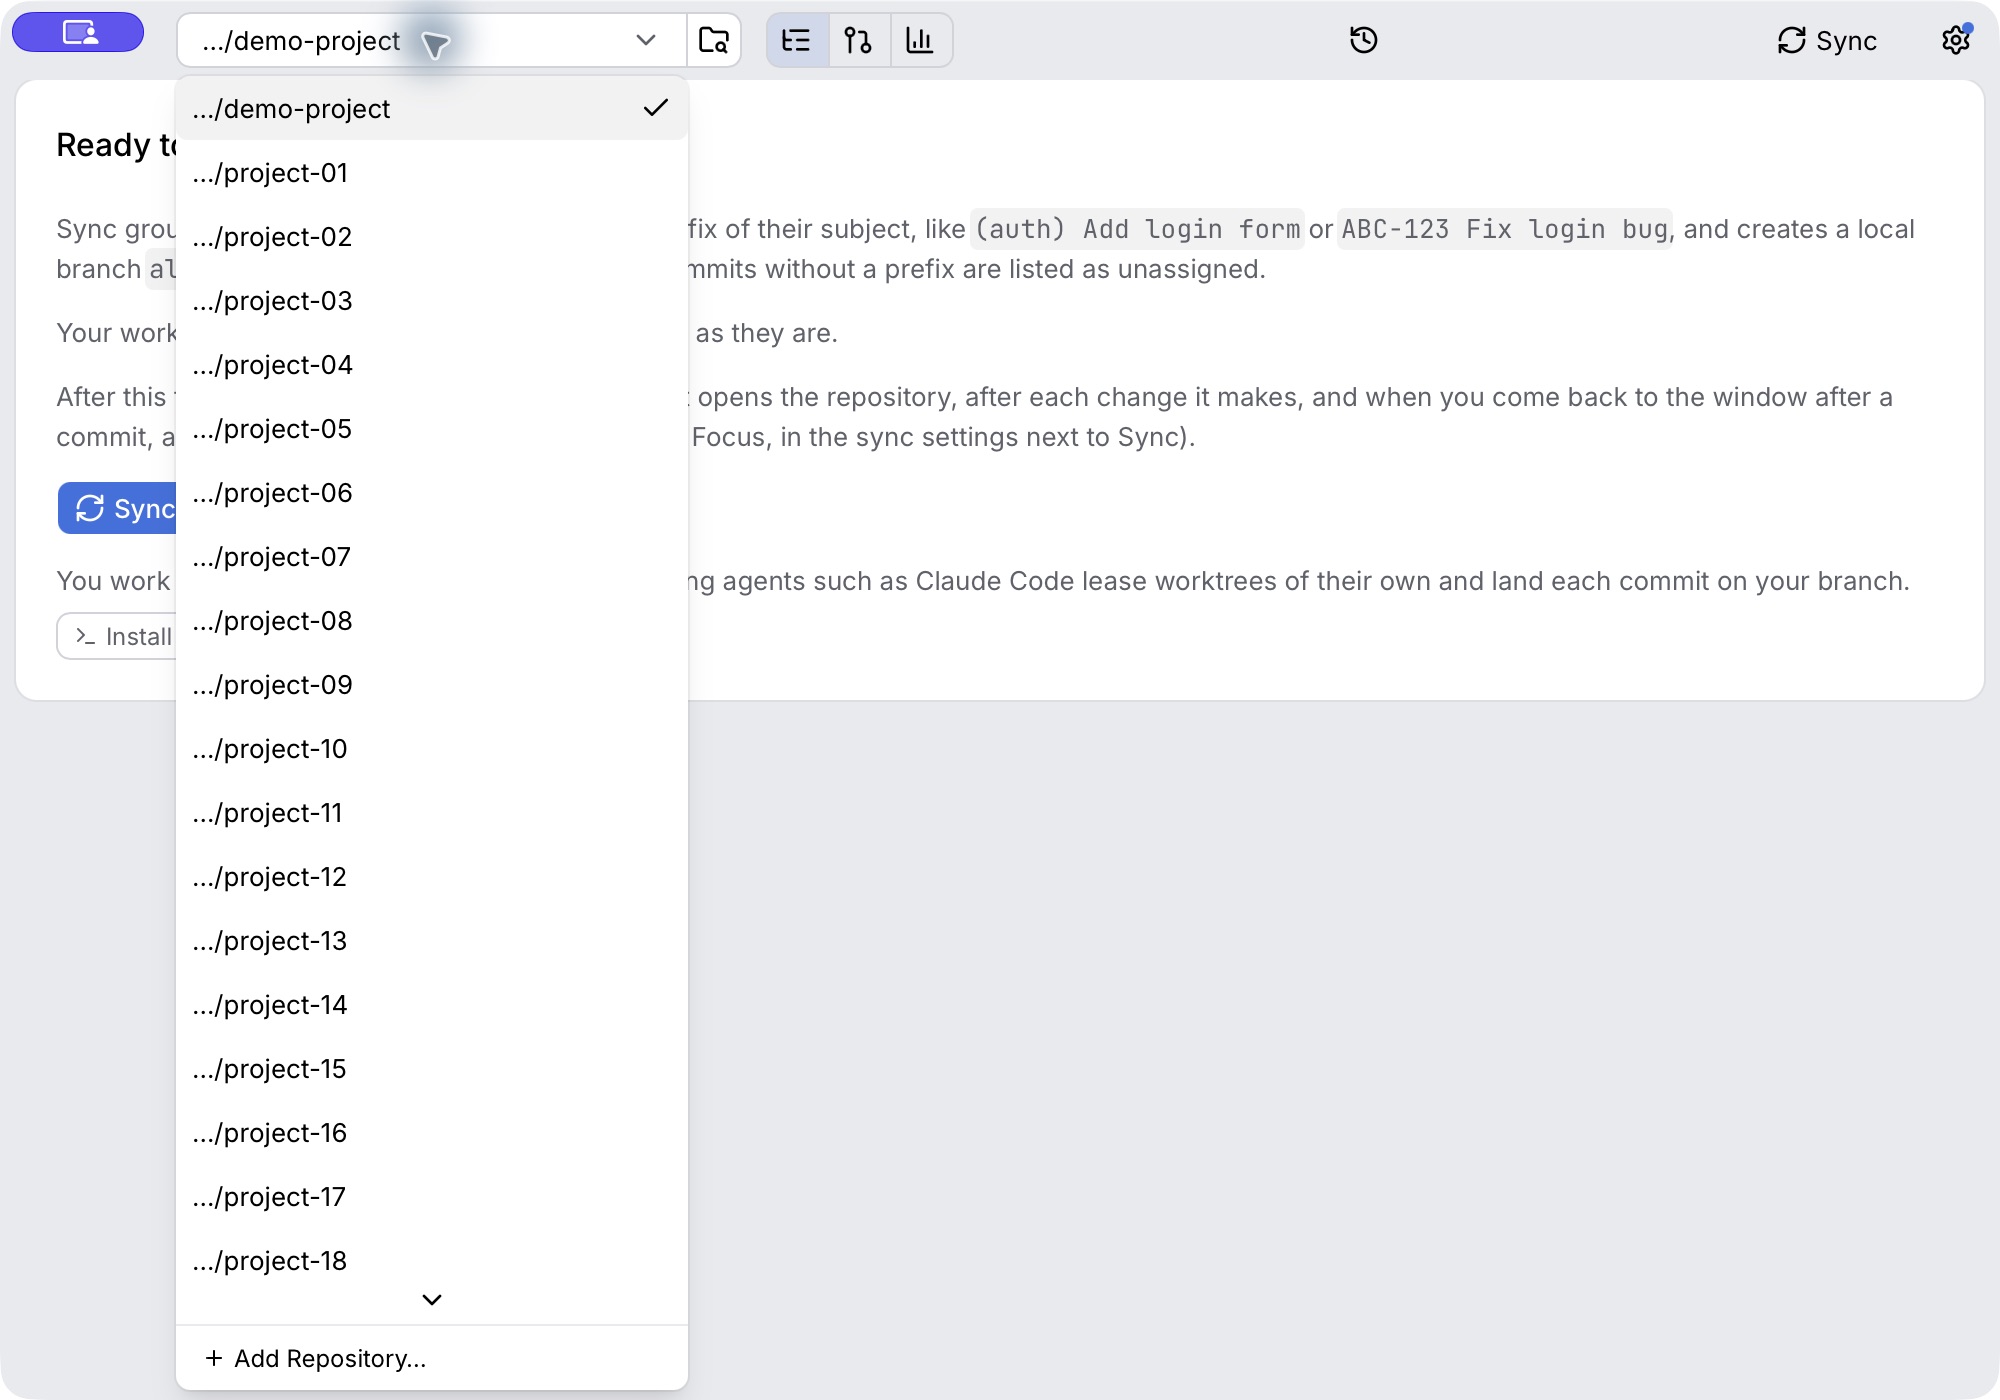 .../demo-project
Sync
.../demo-project
.../project-01
.../project-02
.../project-03
.../project-04
.../project-05
.../project-06
.../project-07
.../project-08
.../project-09
.../project-10
.../project-11
.../project-12
.../project-13
.../project-14
.../project-15
.../project-16
.../project-17
.../project-18
+ Add Repository...
Ready
Sync of their subject, like (auth) Add login form or ABC-123 Fix login bug, and creates a local
branch without a prefix are listed as unassigned.
Your work as they are.
After this opens the repository, after each change it makes, and when you come back to the window after a
commit, Focus, in the sync settings next to Sync).
Sync
You work agents such as Claude Code lease worktrees of their own and land each commit on your branch.
>_ Install